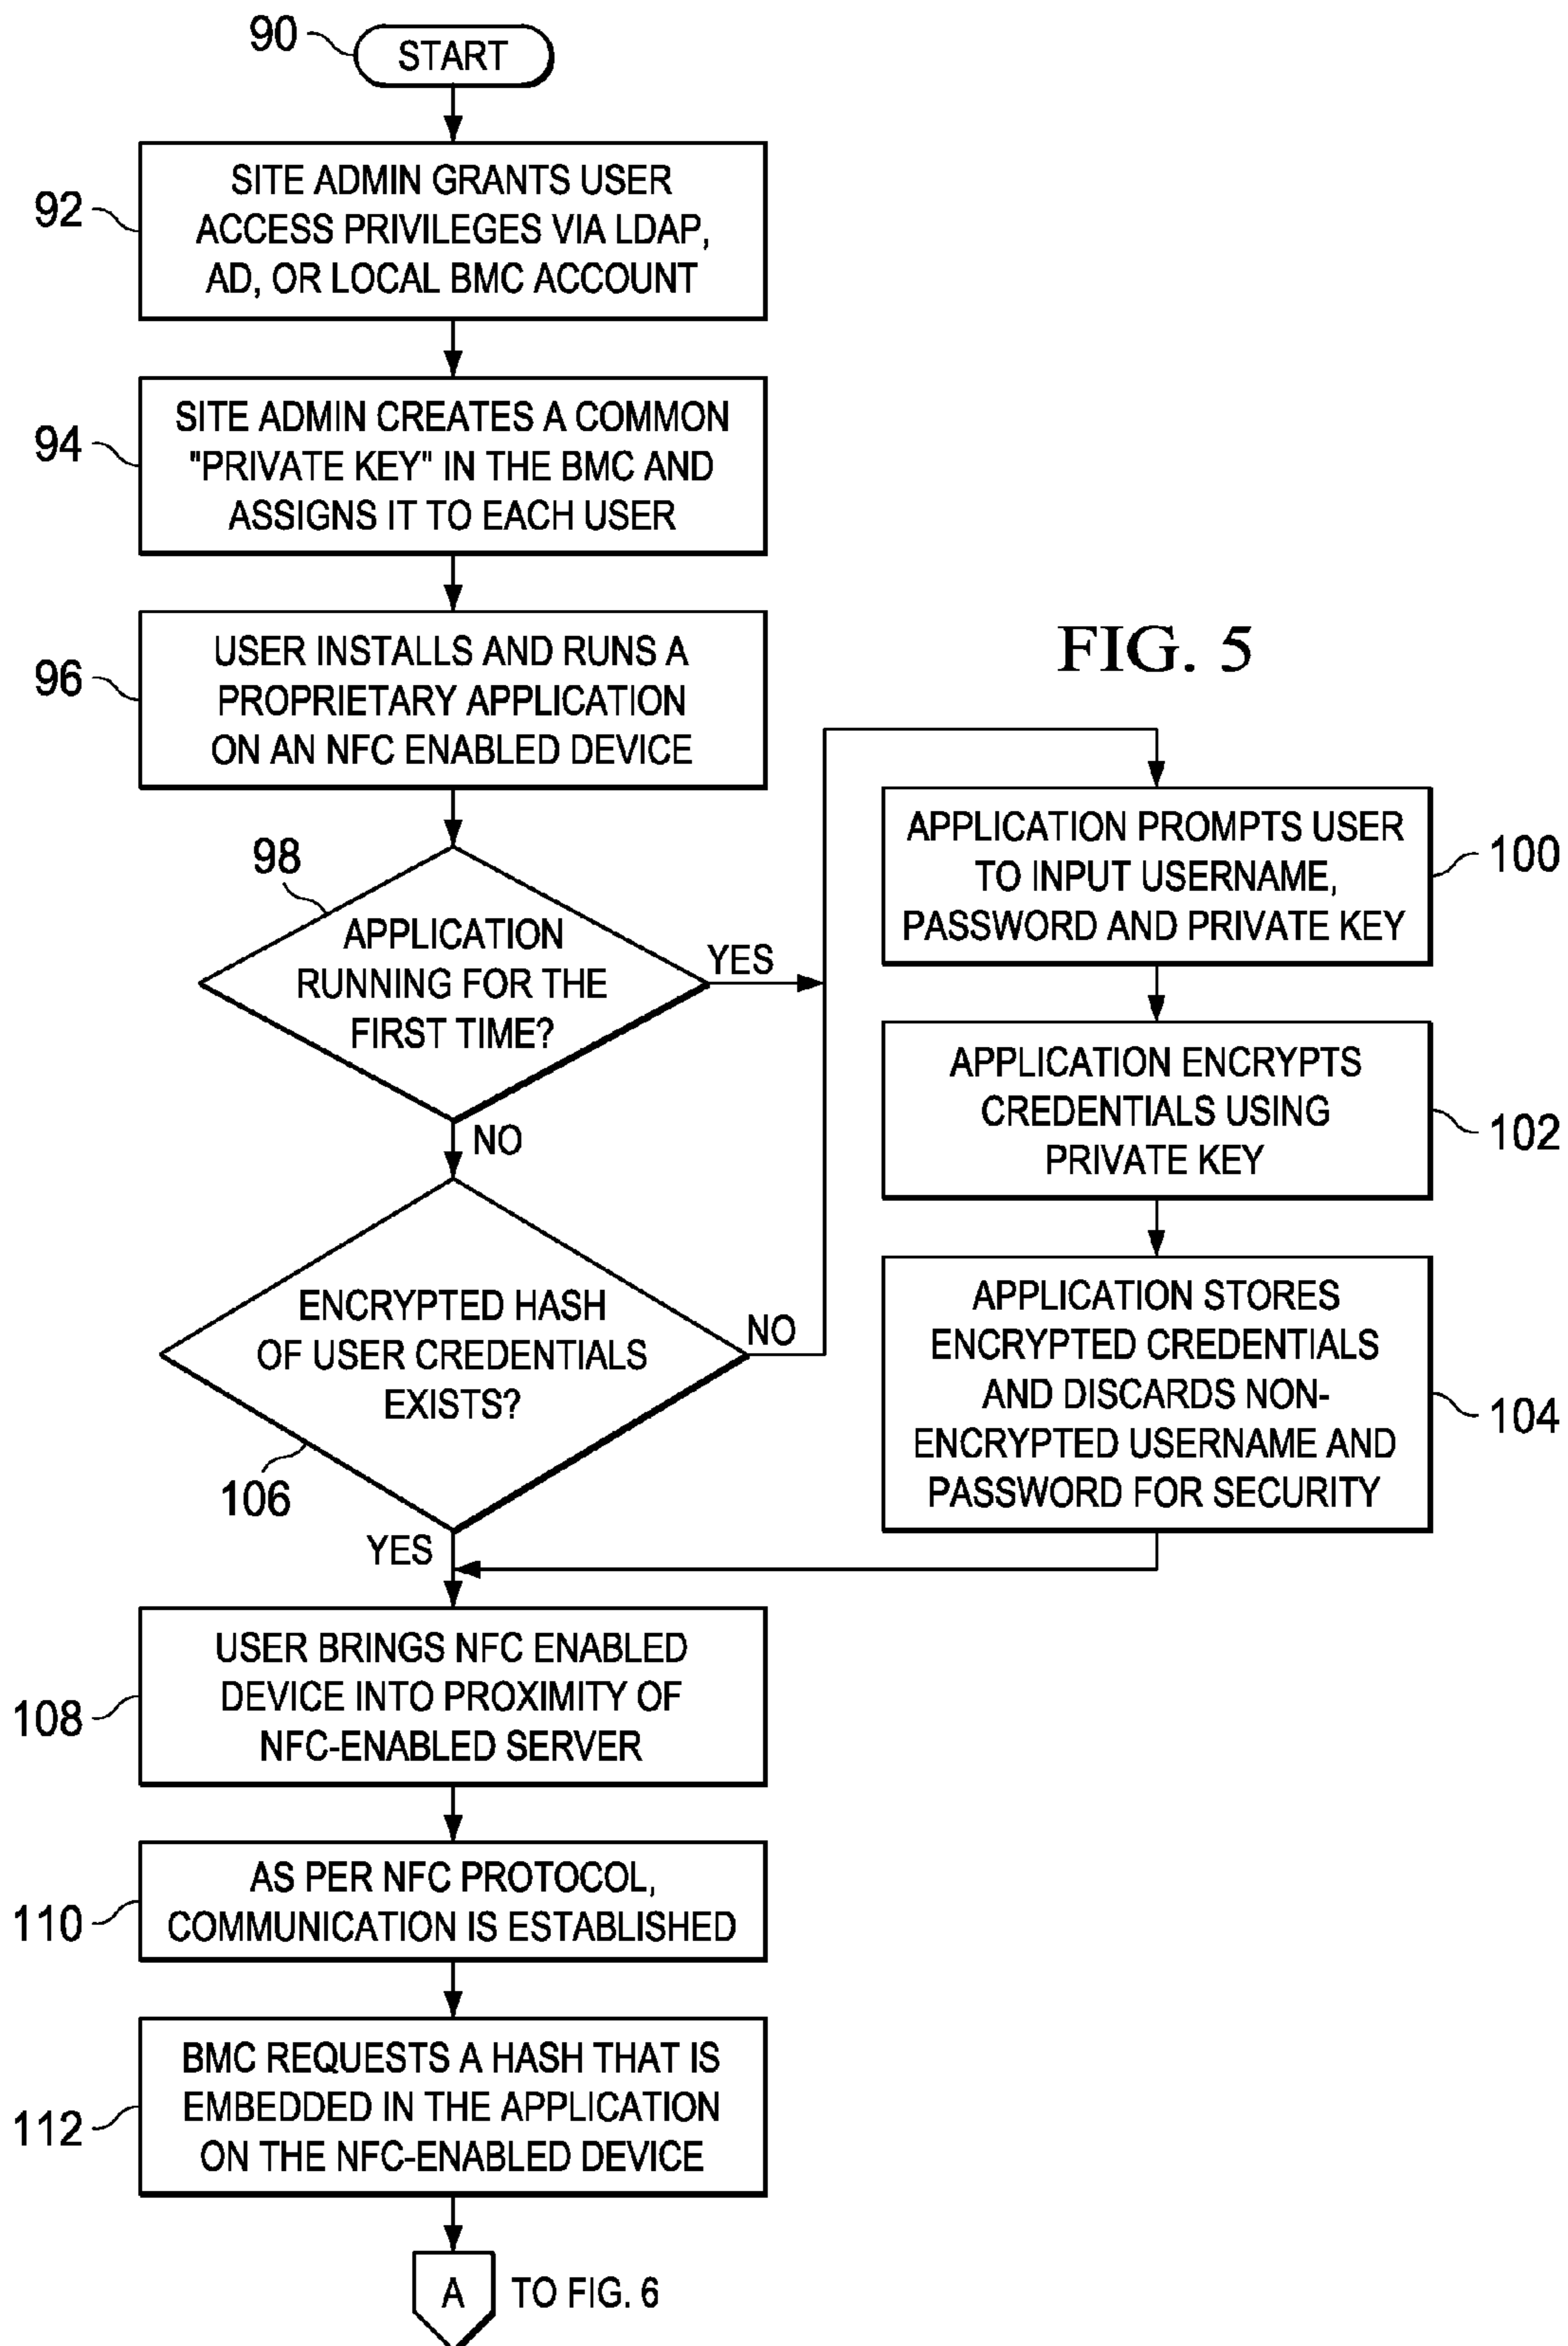 90
START
92
SITE ADMIN GRANTS USER
ACCESS PRIVILEGES VIA LDAP,
AD, OR LOCAL BMC ACCOUNT
94
SITE ADMIN CREATES A COMMON
"PRIVATE KEY" IN THE BMC AND
ASSIGNS IT TO EACH USER
96
USER INSTALLS AND RUNS A
PROPRIETARY APPLICATION
ON AN NFC ENABLED DEVICE
FIG. 5
98
APPLICATION
RUNNING FOR THE
FIRST TIME?
YES
NO
100
APPLICATION PROMPTS USER
TO INPUT USERNAME,
PASSWORD AND PRIVATE KEY
102
APPLICATION ENCRYPTS
CREDENTIALS USING
PRIVATE KEY
104
APPLICATION STORES
ENCRYPTED CREDENTIALS
AND DISCARDS NON-
ENCRYPTED USERNAME AND
PASSWORD FOR SECURITY
106
ENCRYPTED HASH
OF USER CREDENTIALS
EXISTS?
NO
YES
108
USER BRINGS NFC ENABLED
DEVICE INTO PROXIMITY OF
NFC-ENABLED SERVER
110
AS PER NFC PROTOCOL,
COMMUNICATION IS ESTABLISHED
112
BMC REQUESTS A HASH THAT IS
EMBEDDED IN THE APPLICATION
ON THE NFC-ENABLED DEVICE
A
TO FIG. 6